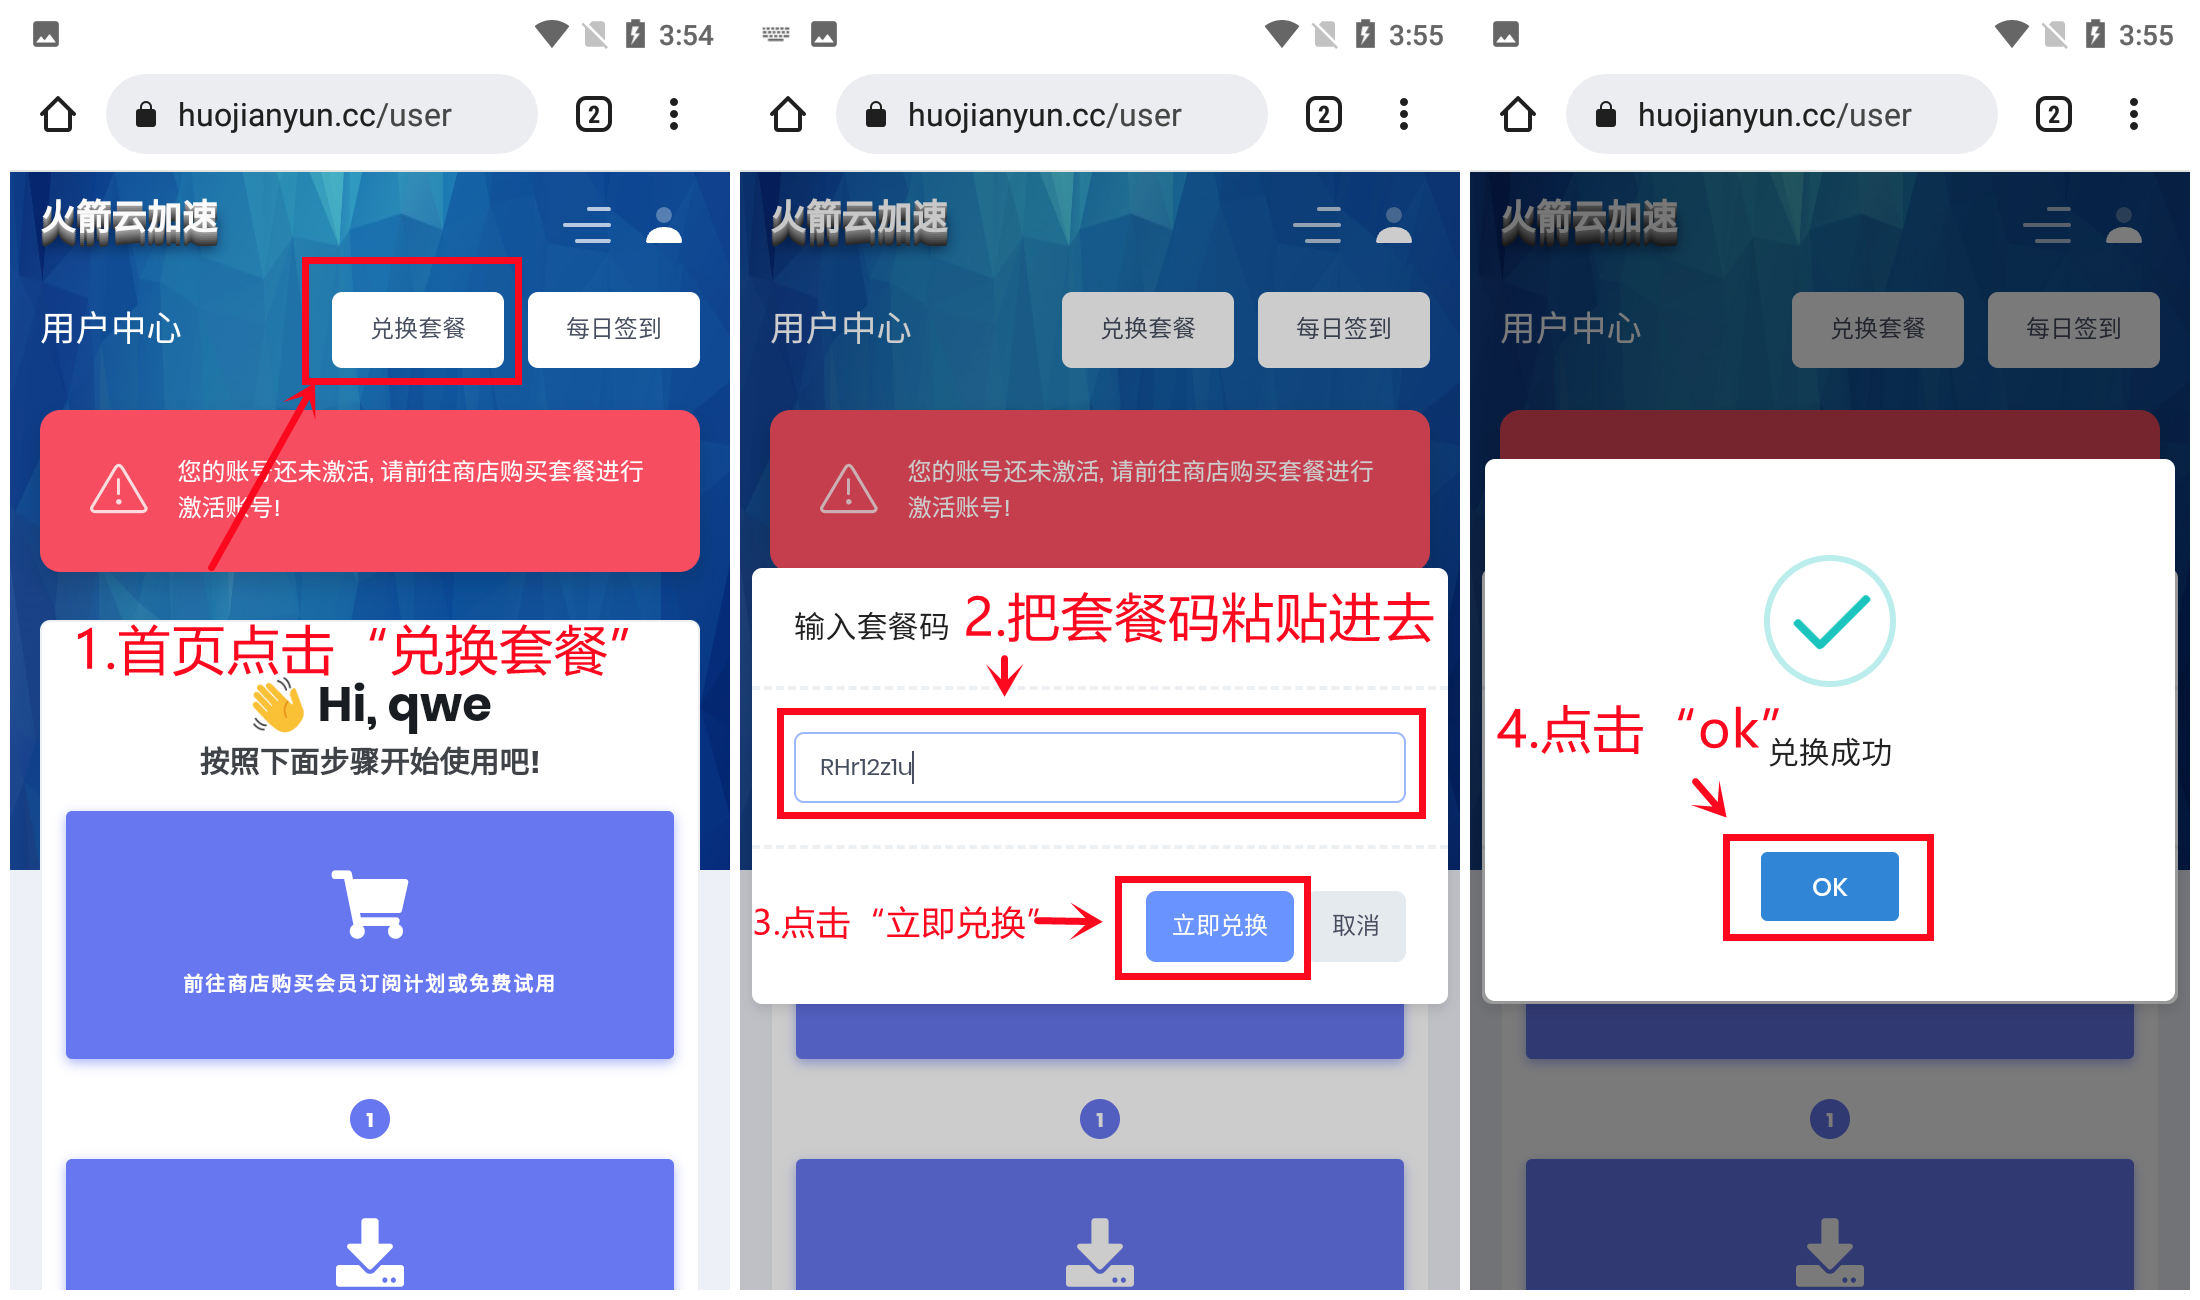 3:54
huojianyun.cc/user
2
火箭云加速
用户中心
兑换套餐
每日签到
您的账号还未激活, 请前往商店购买套餐进行
激活账号!
1.首页点击“兑换套餐”
Hi, qwe
按照下面步骤开始使用吧!
前往商店购买会员订阅计划或免费试用
1
3:55
huojianyun.cc/user
2
火箭云加速
用户中心
兑换套餐
每日签到
您的账号还未激活, 请前往商店购买套餐进行
激活账号!
输入套餐码
2.把套餐码粘贴进去
RHr12z1u
3.点击“立即兑换”
立即兑换
取消
1
3:55
huojianyun.cc/user
2
火箭云加速
用户中心
兑换套餐
每日签到
4.点击“ok”
兑换成功
OK
1